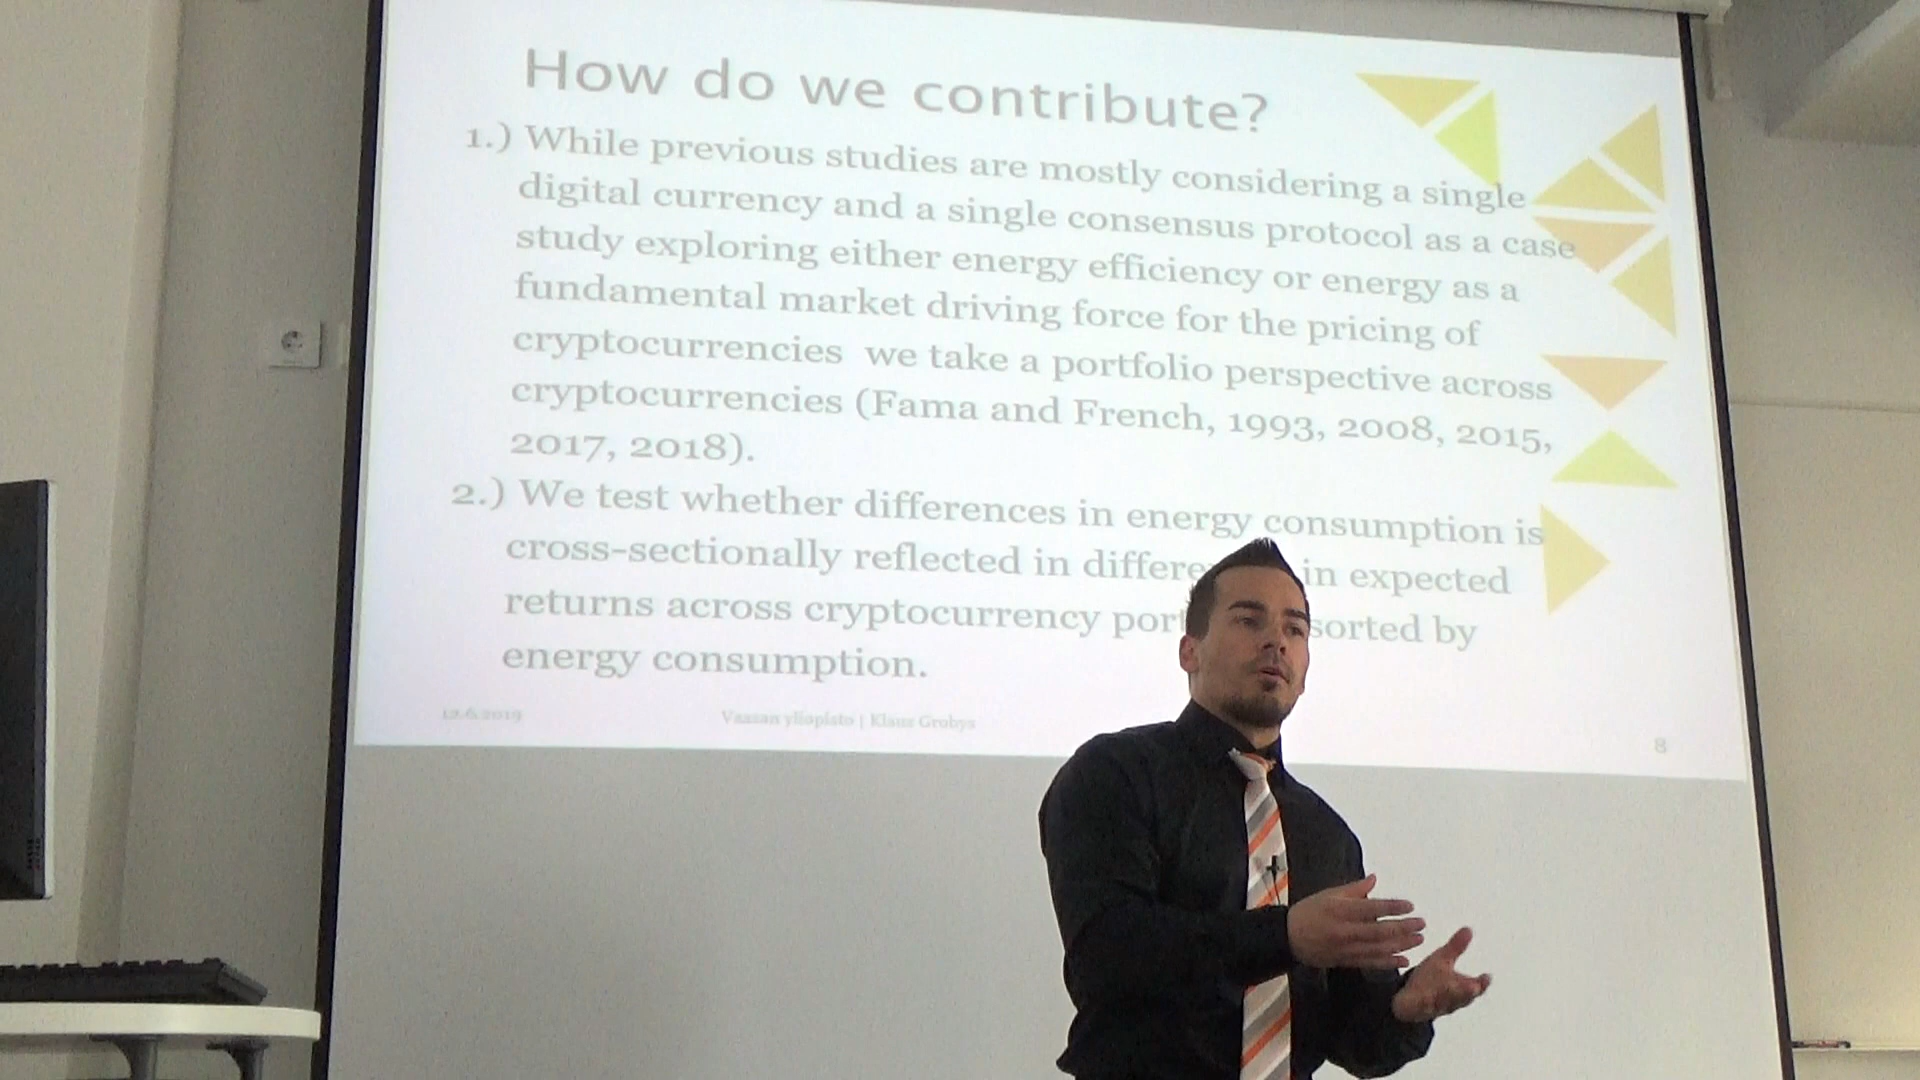 How do we contribute?
1.) While previous studies are mostly considering a single
digital currency and a single consensus protocol as a case
study exploring either energy efficiency or energy as a
fundamental market driving force for the pricing of
cryptocurrencies we take a portfolio perspective across
cryptocurrencies (Fama and French, 1993, 2008, 2015,
2017, 2018).
2.) We test whether differences in energy consumption is
cross-sectionally reflected in in expected
returns across cryptocurrency sorted by
energy consumption.
12.6.2019 Vaasan yliopisto | Klaus Grobys 8